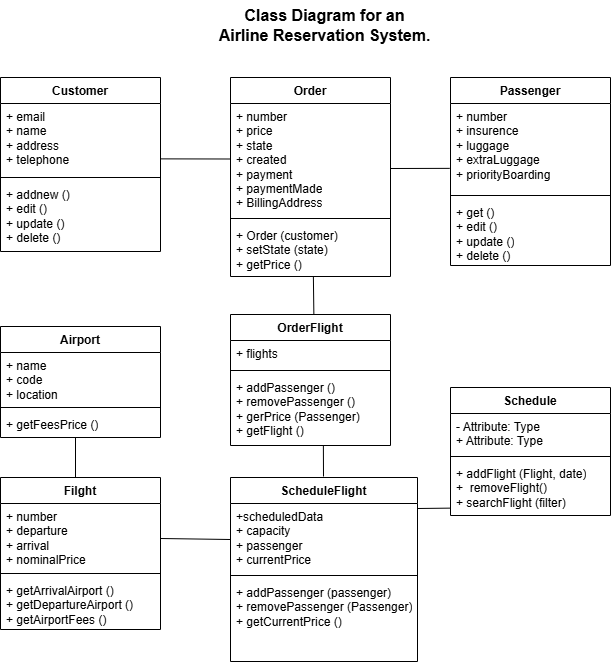 Class Diagram for an
Airline Reservation System.
Customer
+ email
+ name
+ address
+ telephone
+ addnew ()
+ edit ()
+ update ()
+ delete ()
Order
+ number
+ price
+ state
+ created
+ payment
+ paymentMade
+ BillingAddress
+ Order (customer)
+ setState (state)
+ getPrice ()
Passenger
+ number
+ insurence
+ luggage
+ extraLuggage
+ priorityBoarding
+ get ()
+ edit ()
+ update ()
+ delete ()
Airport
+ name
+ code
+ location
+ getFeesPrice ()
OrderFlight
+ flights
+ addPassenger ()
+ removePassenger ()
+ gerPrice (Passenger)
+ getFlight ()
Schedule
- Attribute: Type
+ Attribute: Type
+ addFlight (Flight, date)
+ removeFlight()
+ searchFlight (filter)
Filght
+ number
+ departure
+ arrival
+ nominalPrice
+ getArrivalAirport ()
+ getDepartureAirport ()
+ getAirportFees ()
ScheduleFlight
+scheduledData
+ capacity
+ passenger
+ currentPrice
+ addPassenger (passenger)
+ removePassenger (Passenger)
+ getCurrentPrice ()